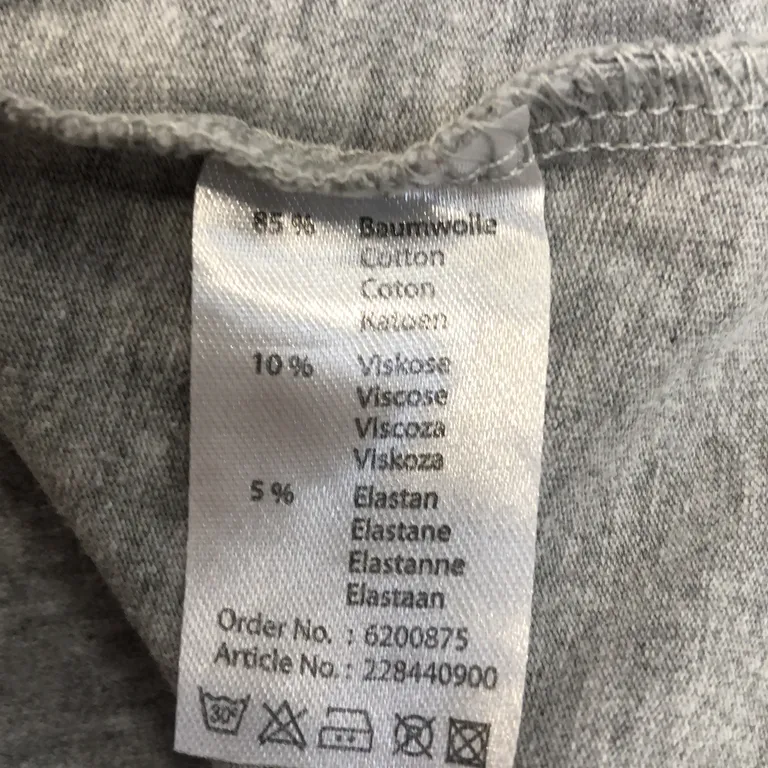 85 % Baumwolle
Cotton
Coton
Katoen
10 % Viskose
Viscose
Viscoza
Viskoza
5 % Elastan
Elastane
Elastanne
Elastaan
Order No. : 6200875
Article No. : 228440900
30°